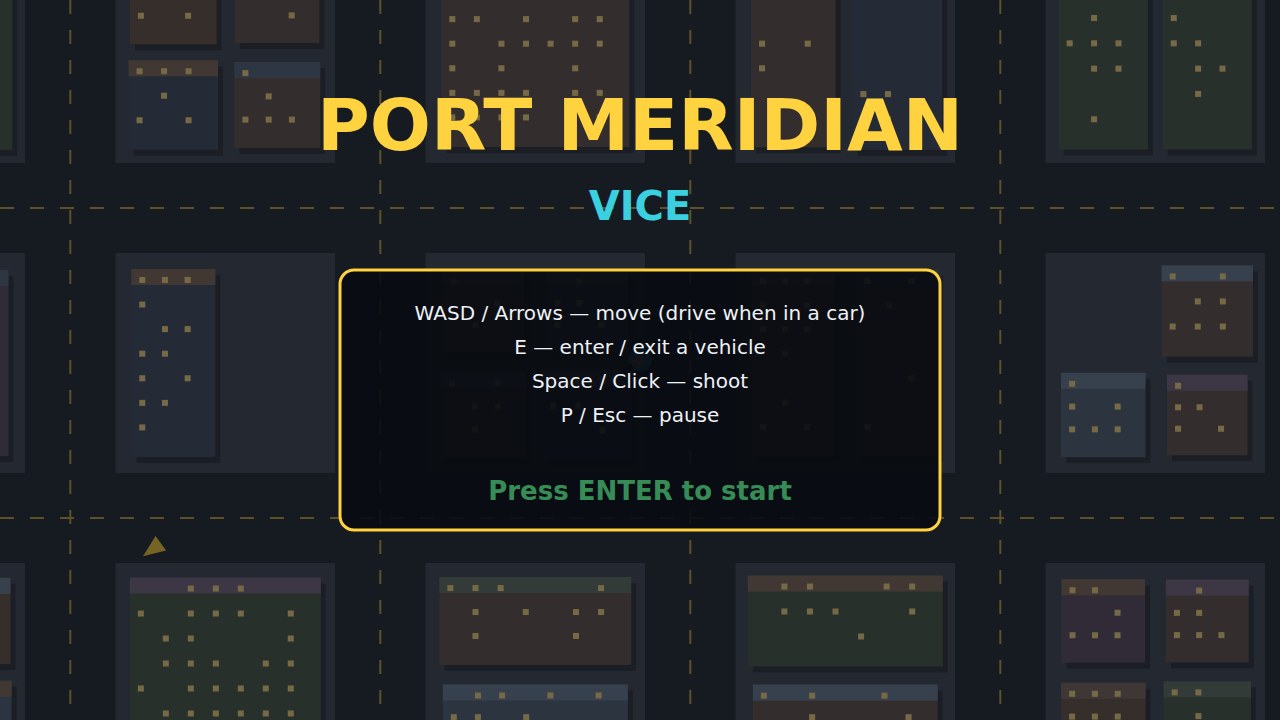 PORT MERIDIAN
VICE
WASD / Arrows — move (drive when in a car)
E — enter / exit a vehicle
Space / Click — shoot
P / Esc — pause
Press ENTER to start